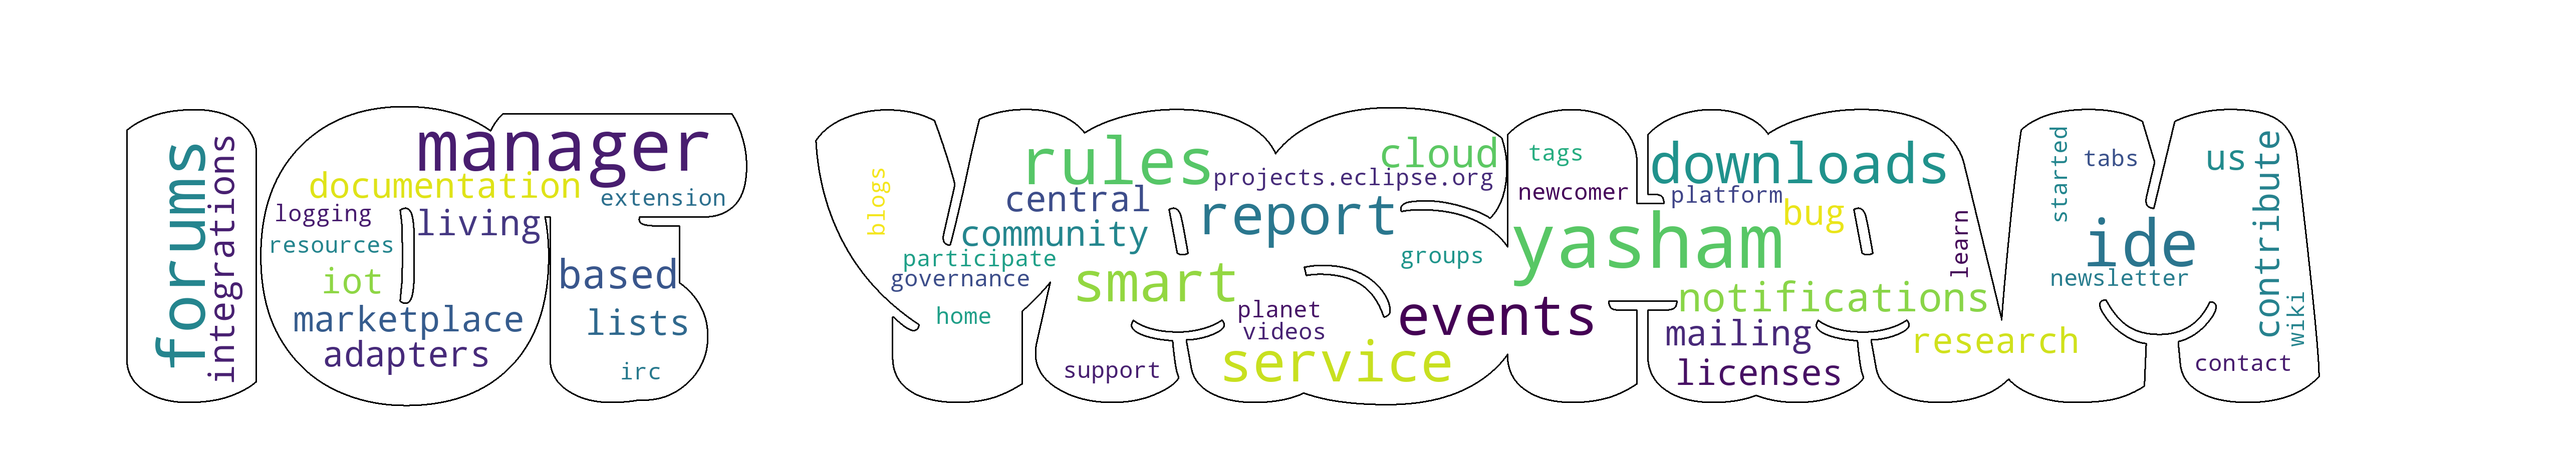 forums
integrations
manager
documentation
extension
logging
living
resources
iot
based
marketplace
lists
adapters
irc
blogs
rules
cloud
projects.eclipse.org
central
report
community
participate
groups
governance
smart
home
planet
events
videos
service
support
tags
newcomer
downloads
platform
bug
yasham
learn
notifications
mailing
research
licenses
started
tabs
us
ide
newsletter
contribute
wiki
contact